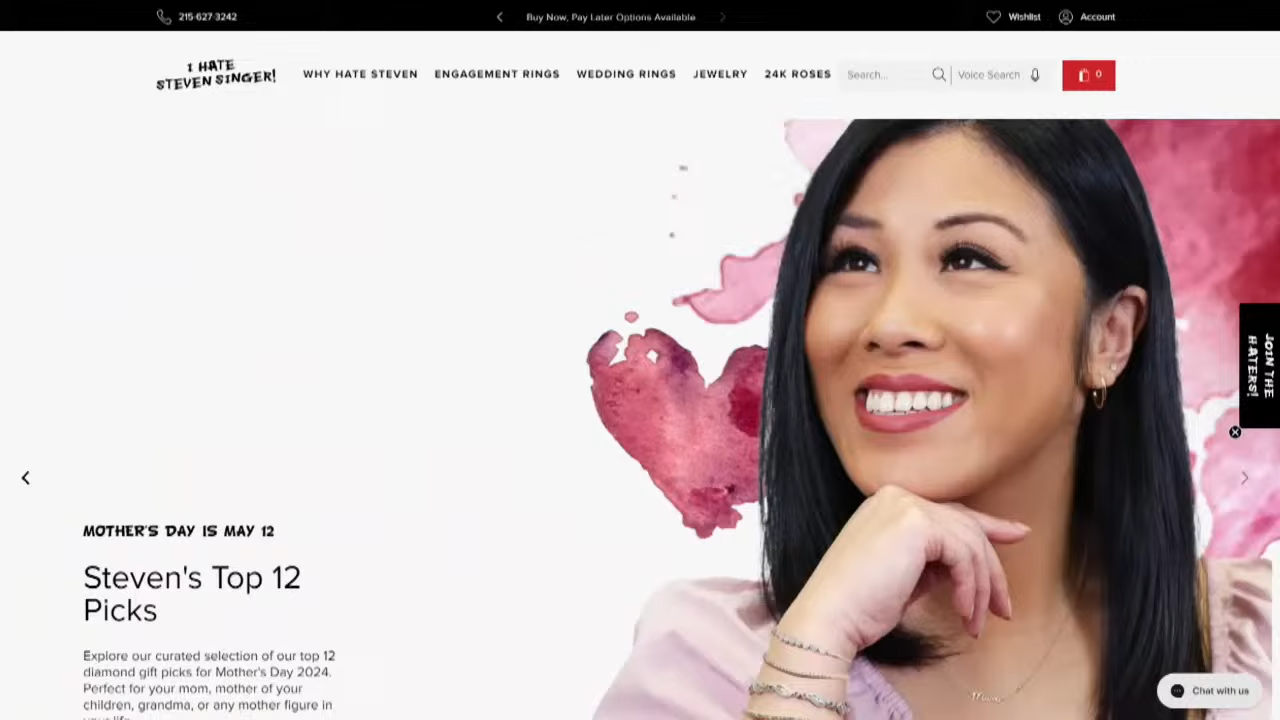 215-627-3242
Buy Now, Pay Later Options Available
Wishlist
Account
I HATE
STEVEN SINGER!
WHY HATE STEVEN
ENGAGEMENT RINGS
WEDDING RINGS
JEWELRY
24K ROSES
Search...
Voice Search
0
JOIN THE
HATERS!
MOTHER'S DAY IS MAY 12
Steven's Top 12
Picks
Explore our curated selection of our top 12
diamond gift picks for Mother's Day 2024.
Perfect for your mom, mother of your
children, grandma, or any mother figure in
Chat with us